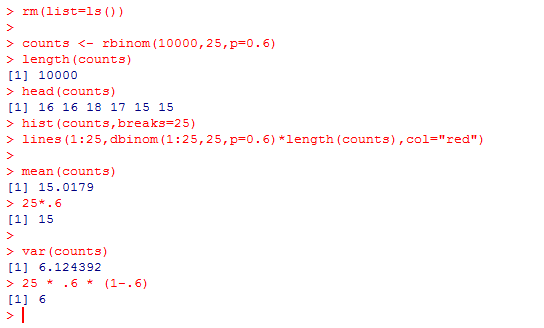 > rm(list=ls())
>
> counts <- rbinom(10000,25,p=0.6)
> length(counts)
[1] 10000
> head(counts)
[1] 16 16 18 17 15 15
> hist(counts,breaks=25)
> lines(1:25,dbinom(1:25,25,p=0.6)*length(counts),col="red")
>
> mean(counts)
[1] 15.0179
> 25*.6
[1] 15
>
> var(counts)
[1] 6.124392
> 25 * .6 * (1-.6)
[1] 6
>